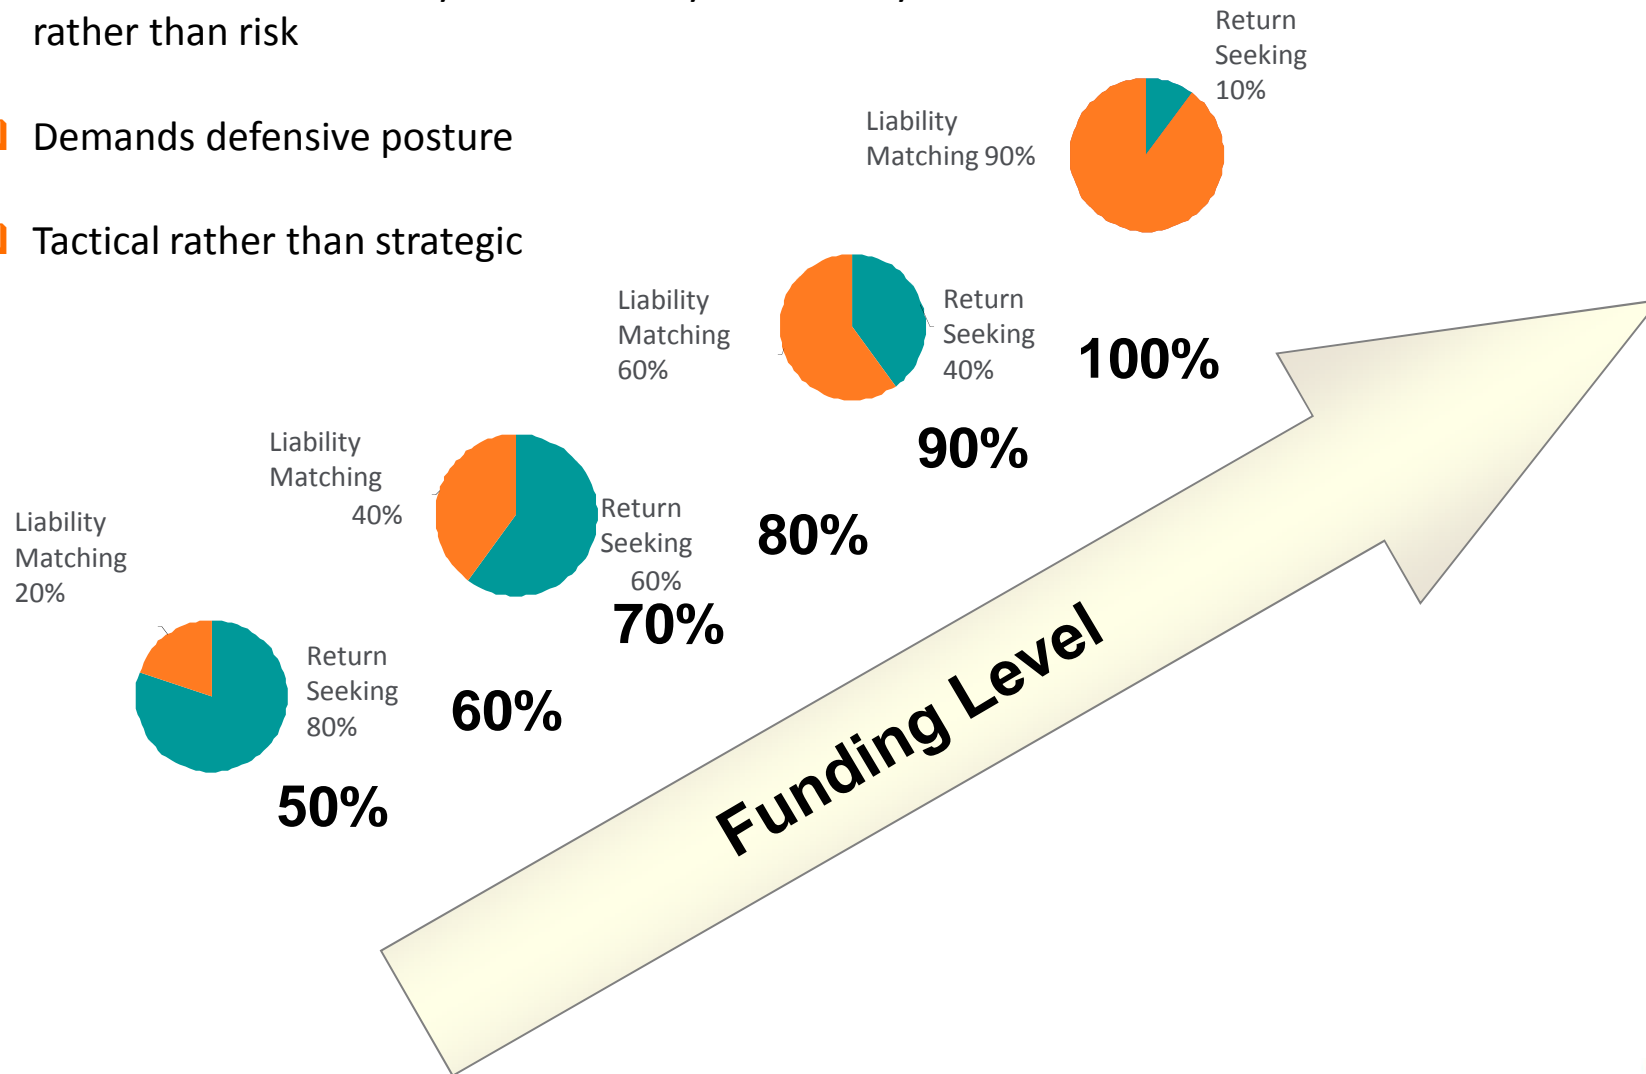 rather than risk
Demands defensive posture
Tactical rather than strategic
Return
Seeking
10%
Liability
Matching 90%
Liability
Matching
60%
Return
Seeking
40%
100%
90%
Liability
Matching
40%
Return
Seeking
60%
80%
70%
Liability
Matching
20%
Return
Seeking
80%
60%
50%
Funding Level